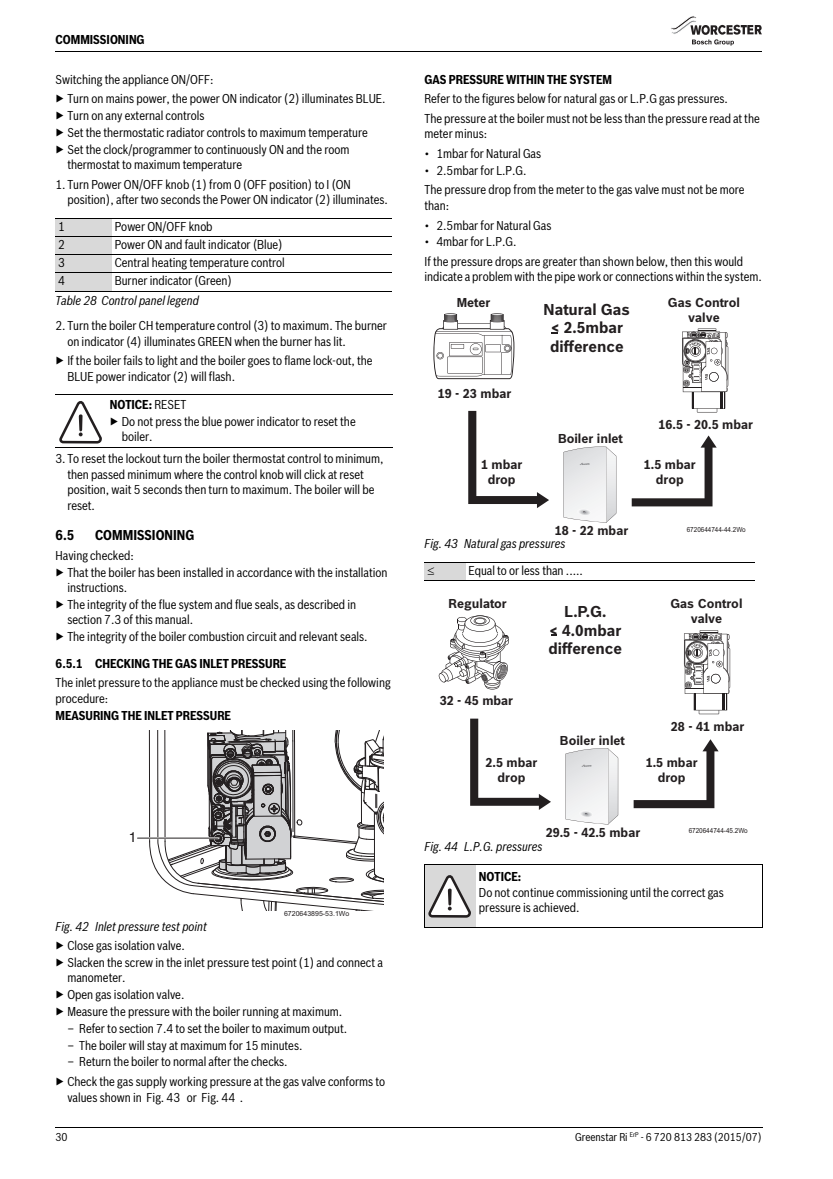 COMMISSIONING
WORCESTER
Bosch Group
Switching the appliance ON/OFF:
▶ Turn on mains power, the power ON indicator (2) illuminates BLUE.
▶ Turn on any external controls
▶ Set the thermostatic radiator controls to maximum temperature
▶ Set the clock/programmer to continuously ON and the room
thermostat to maximum temperature
1. Turn Power ON/OFF knob (1) from 0 (OFF position) to I (ON
position), after two seconds the Power ON indicator (2) illuminates.
1 Power ON/OFF knob
2 Power ON and fault indicator (Blue)
3 Central heating temperature control
4 Burner indicator (Green)
Table 28 Control panel legend
2. Turn the boiler CH temperature control (3) to maximum. The burner
on indicator (4) illuminates GREEN when the burner has lit.
▶ If the boiler fails to light and the boiler goes to flame lock-out, the
BLUE power indicator (2) will flash.
NOTICE: RESET
▶ Do not press the blue power indicator to reset the
boiler.
3. To reset the lockout turn the boiler thermostat control to minimum,
then passed minimum where the control knob will click at reset
position, wait 5 seconds then turn to maximum. The boiler will be
reset.
6.5 COMMISSIONING
Having checked:
▶ That the boiler has been installed in accordance with the installation
instructions.
▶ The integrity of the flue system and flue seals, as described in
section 7.3 of this manual.
▶ The integrity of the boiler combustion circuit and relevant seals.
6.5.1 CHECKING THE GAS INLET PRESSURE
The inlet pressure to the appliance must be checked using the following
procedure:
MEASURING THE INLET PRESSURE
1
6720643895-53.1Wo
Fig. 42 Inlet pressure test point
▶ Close gas isolation valve.
▶ Slacken the screw in the inlet pressure test point (1) and connect a
manometer.
▶ Open gas isolation valve.
▶ Measure the pressure with the boiler running at maximum.
– Refer to section 7.4 to set the boiler to maximum output.
– The boiler will stay at maximum for 15 minutes.
– Return the boiler to normal after the checks.
▶ Check the gas supply working pressure at the gas valve conforms to
values shown in Fig. 43 or Fig. 44 .
GAS PRESSURE WITHIN THE SYSTEM
Refer to the figures below for natural gas or L.P.G gas pressures.
The pressure at the boiler must not be less than the pressure read at the
meter minus:
• 1mbar for Natural Gas
• 2.5mbar for L.P.G.
The pressure drop from the meter to the gas valve must not be more
than:
• 2.5mbar for Natural Gas
• 4mbar for L.P.G.
If the pressure drops are greater than shown below, then this would
indicate a problem with the pipe work or connections within the system.
Meter
Natural Gas
≤ 2.5mbar
difference
Gas Control
valve
19 - 23 mbar
16.5 - 20.5 mbar
Boiler inlet
1 mbar
drop
1.5 mbar
drop
18 - 22 mbar
6720644744-44.2Wo
Fig. 43 Natural gas pressures
≤ Equal to or less than .....
Regulator
L.P.G.
≤ 4.0mbar
difference
Gas Control
valve
32 - 45 mbar
28 - 41 mbar
Boiler inlet
2.5 mbar
drop
1.5 mbar
drop
29.5 - 42.5 mbar
6720644744-45.2Wo
Fig. 44 L.P.G. pressures
NOTICE:
Do not continue commissioning until the correct gas
pressure is achieved.
30
Greenstar Ri ErP - 6 720 813 283 (2015/07)